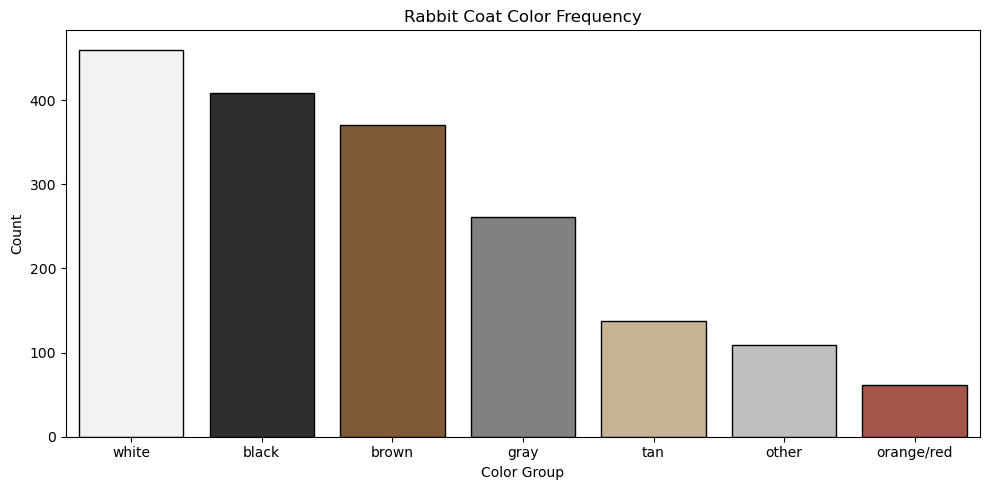 Rabbit Coat Color Frequency
400
300
200
100
0
Count
white black brown gray tan other orange/red
Color Group